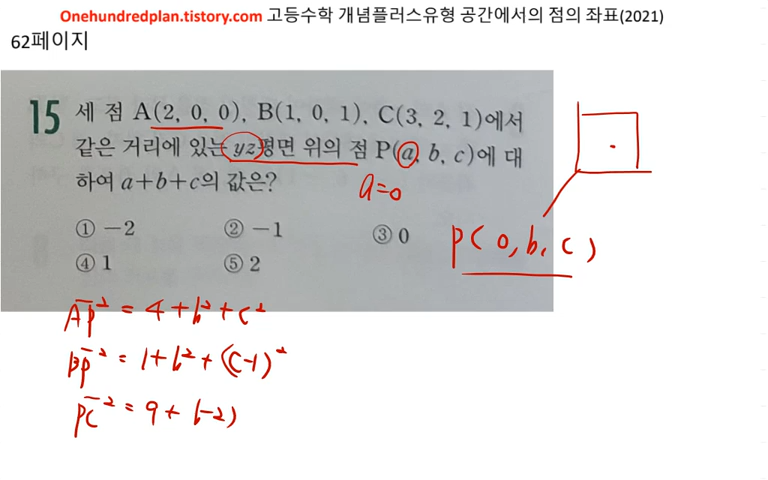 Onehundredplan.tistory.com 고등수학 개념플러스유형 공간에서의 점의 좌표(2021)
62페이지
15 세 점 A(2, 0, 0), B(1, 0, 1), C(3, 2, 1)에서
같은 거리에 있는 yz평면 위의 점 P(a, b, c)에 대
하여 a+b+c의 값은?
a=0
① -2 ② -1 ③ 0
④ 1 ⑤ 2
P(0, b, c)
AP² = 4+b²+c²
BP² = 1+b²+(c-1)²
PC² = 9+b-2)